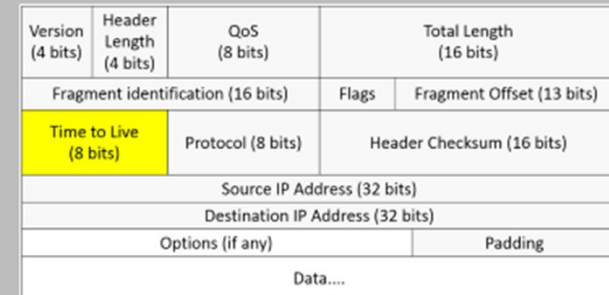 Version
(4 bits)
Header
Length
(4 bits)
QoS
(8 bits)
Total Length
(16 bits)
Fragment identification (16 bits)
Flags
Fragment Offset (13 bits)
Time to Live
(8 bits)
Protocol (8 bits)
Header Checksum (16 bits)
Source IP Address (32 bits)
Destination IP Address (32 bits)
Options (if any)
Padding
Data....